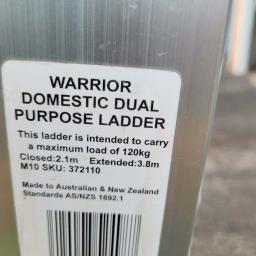 WARRIOR
DOMESTIC DUAL
PURPOSE LADDER
This ladder is intended to carry
a maximum load of 120kg
Closed:2.1m Extended:3.8m
M10 SKU: 372110
Made to Australian & New Zealand
Standards AS/NZS 1892.1